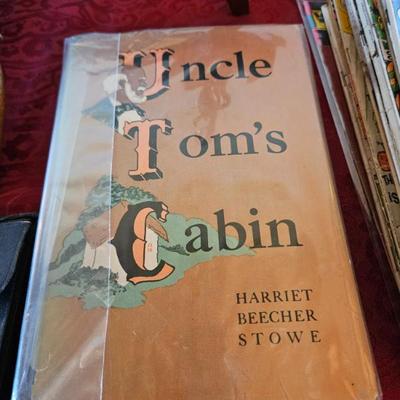 Uncle
Tom's
Cabin
HARRIET
BEECHER
STOWE